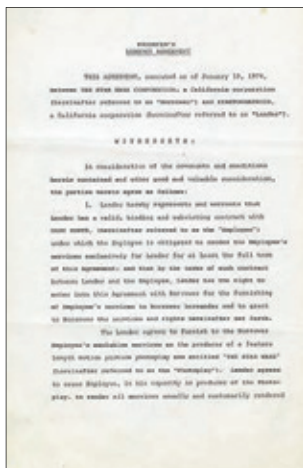 PRODUCER'S
LENDING AGREEMENT
THIS AGREEMENT, executed as of January 10, 1976,
between THE STAR WARS CORPORATION, a California corporation
(hereinafter referred to as "Borrower") and
a California corporation (hereinafter referred to as "Lender").
W I T N E S S E T H :
In consideration of the covenants and conditions
herein contained and other good and valuable consideration,
the parties hereto agree as follows:
1. Lender hereby represents and warrants that
Lender has a valid, binding and subsisting contract with
(hereinafter referred to as the "Employee")
under which the Employee is obligated to render the Employee's
services exclusively for Lender for at least the full term
of this Agreement; and that by the terms of such contract
between Lender and the Employee, Lender has the right to
enter into this Agreement with Borrower for the furnishing
of Employee's services to Borrower hereunder and to grant
to Borrower the services and rights hereinafter set forth.
The Lender agrees to furnish to the Borrower
Employee's services as the producer of a feature
length motion picture photoplay now entitled "THE STAR WARS"
(hereinafter referred to as the "Photoplay"). Lender agrees
to cause Employee, in his capacity as producer of the Photo-
play, to render all services usually and customarily rendered